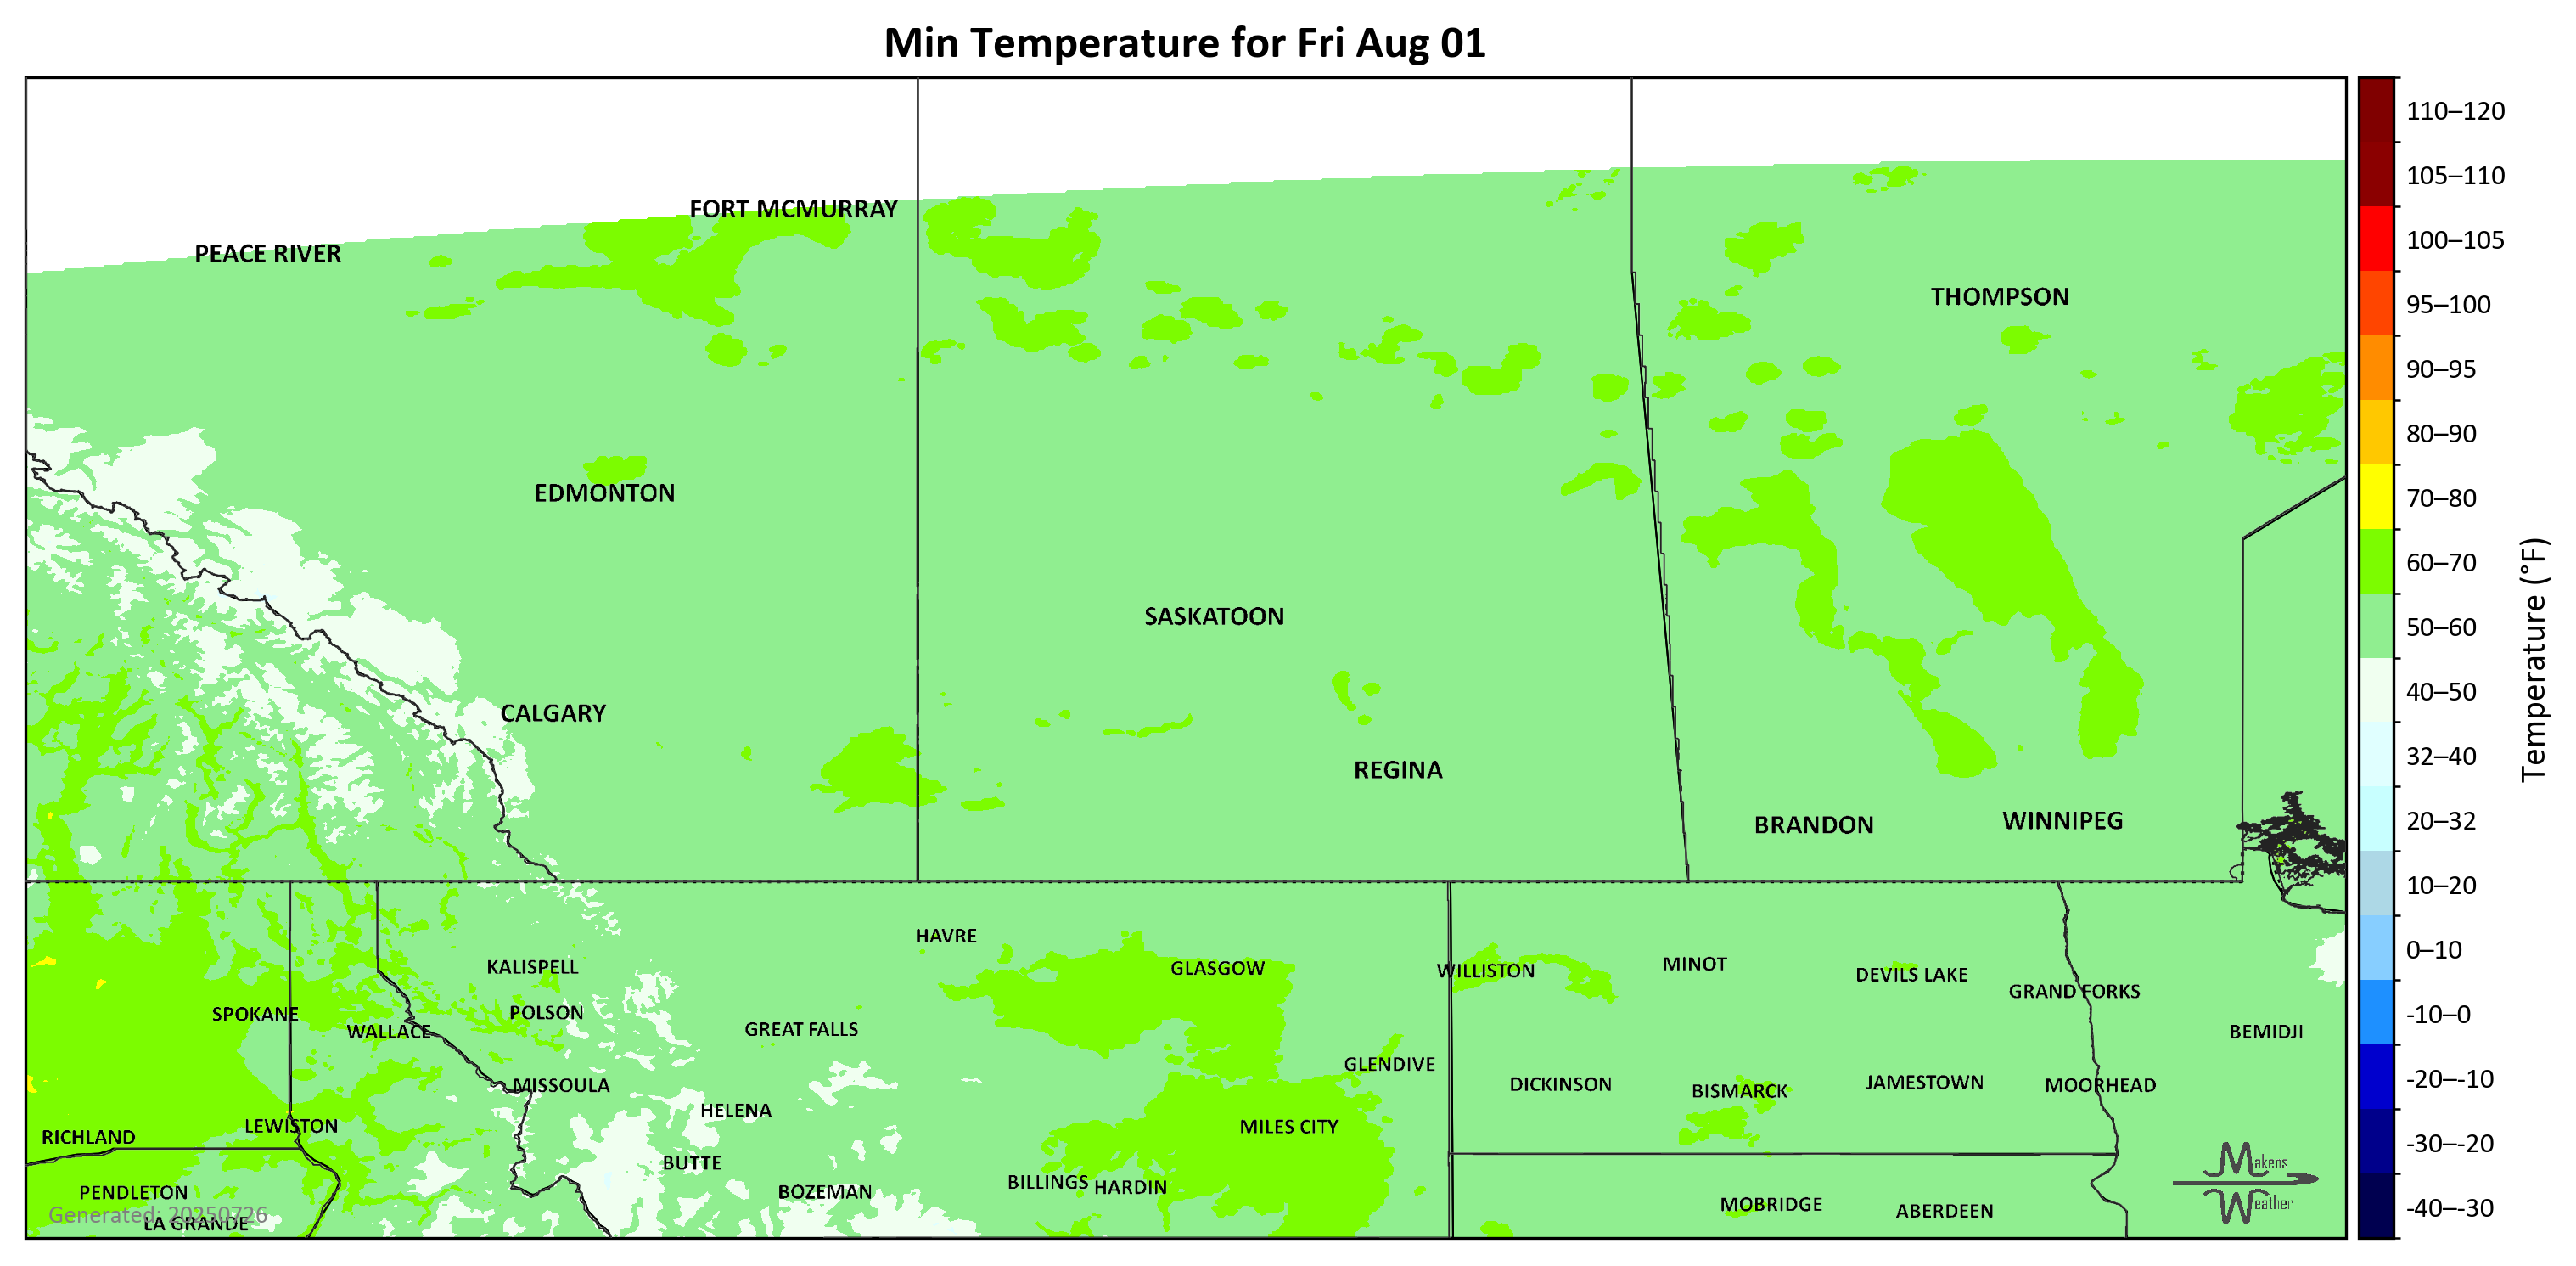 Min Temperature for Fri Aug 01
FORT MCMURRAY
PEACE RIVER
THOMPSON
EDMONTON
SASKATOON
CALGARY
REGINA
BRANDON
WINNIPEG
HAVRE
KALISPELL
GLASGOW
WILLISTON
MINOT
DEVILS LAKE
GRAND FORKS
SPOKANE
POLSON
WALLACE
GREAT FALLS
BEMIDJI
GLENDIVE
MISSOULA
DICKINSON
BISMARCK
JAMESTOWN
MOORHEAD
HELENA
LEWISTON
MILES CITY
RICHLAND
BUTTE
PENDLETON
BOZEMAN
BILLINGS
HARDIN
MOBRIDGE
ABERDEEN
Generated: 20250726
LA GRANDE
Makens
Weather
110–120
105–110
100–105
95–100
90–95
80–90
70–80
60–70
50–60
40–50
32–40
20–32
10–20
0–10
-10–0
-20–-10
-30–-20
-40–-30
Temperature (°F)